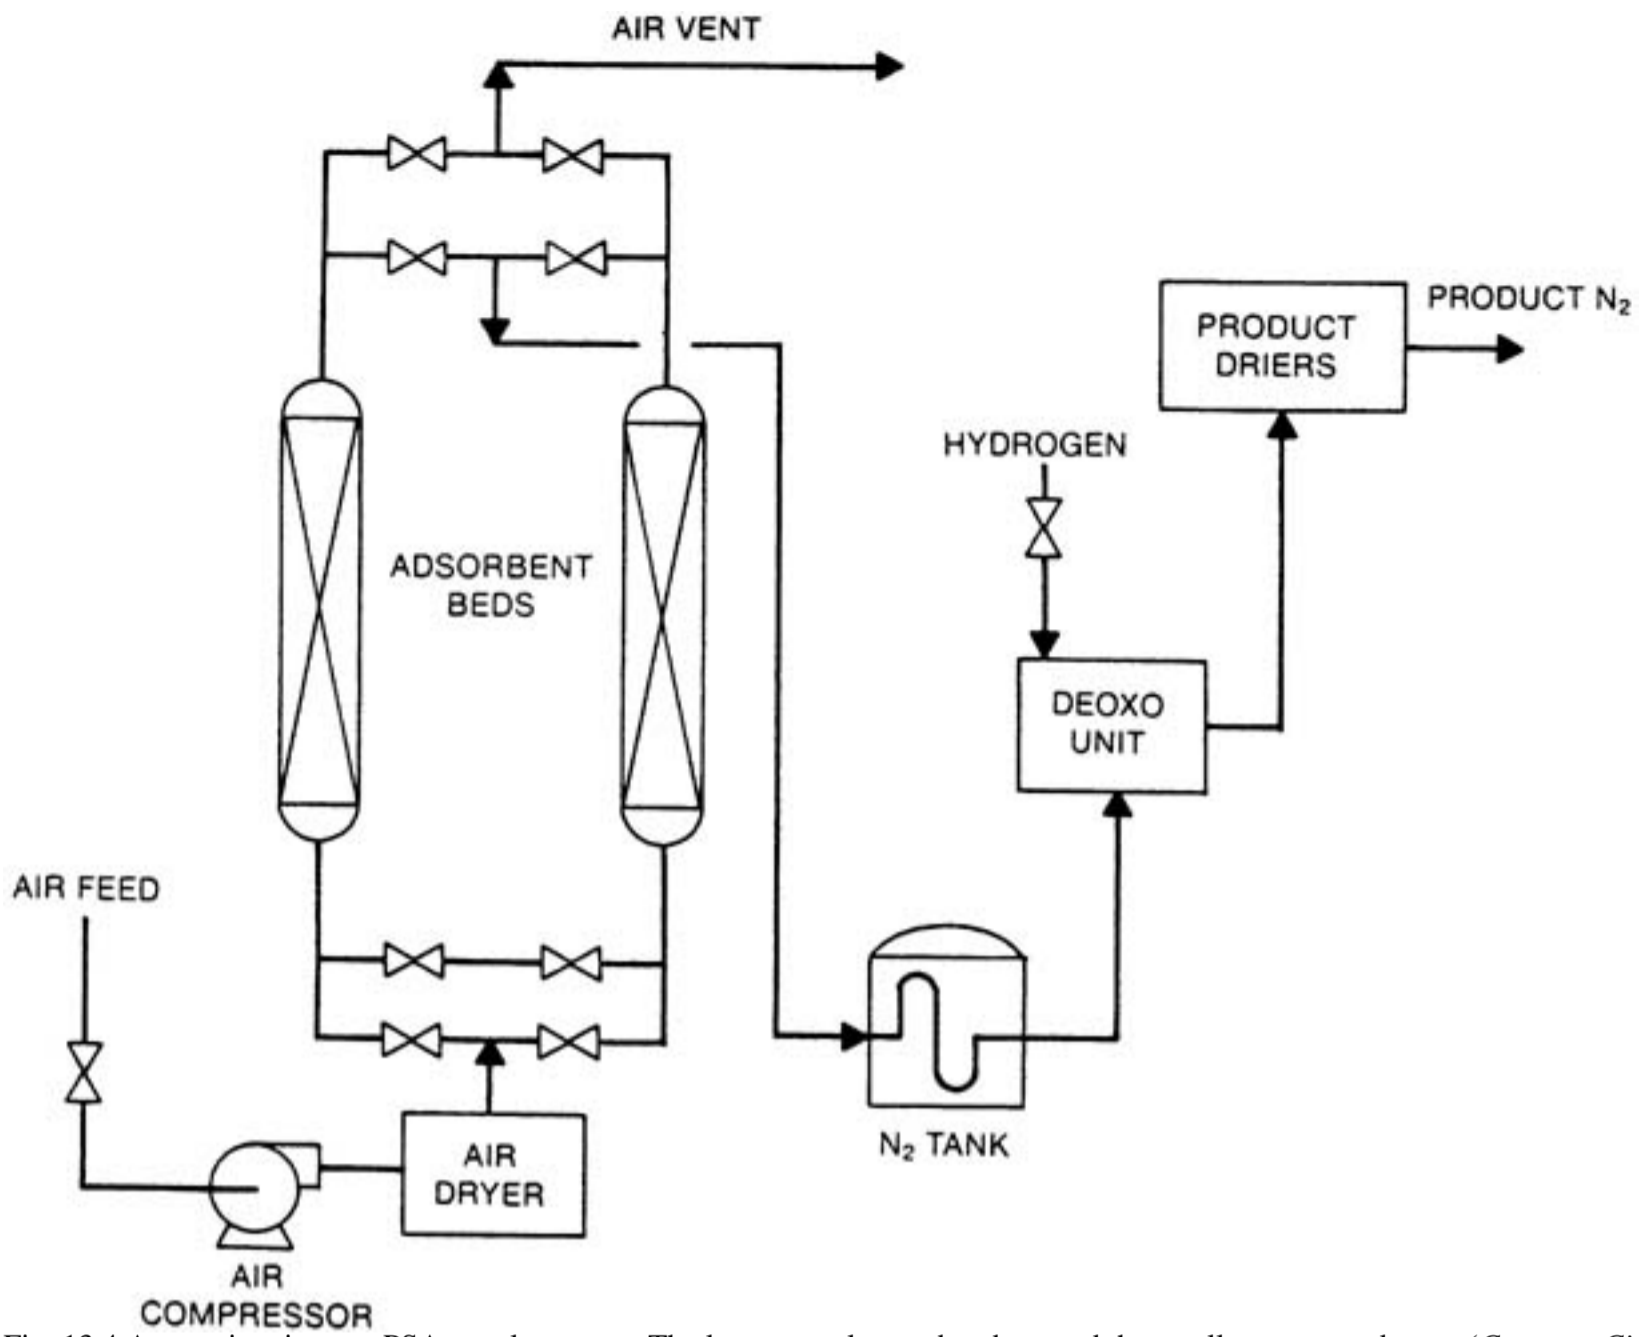 AIR VENT
PRODUCT N₂
PRODUCT
DRIERS
HYDROGEN
ADSORBENT
BEDS
DEOXO
UNIT
AIR FEED
N₂ TANK
AIR
DRYER
AIR
COMPRESSOR